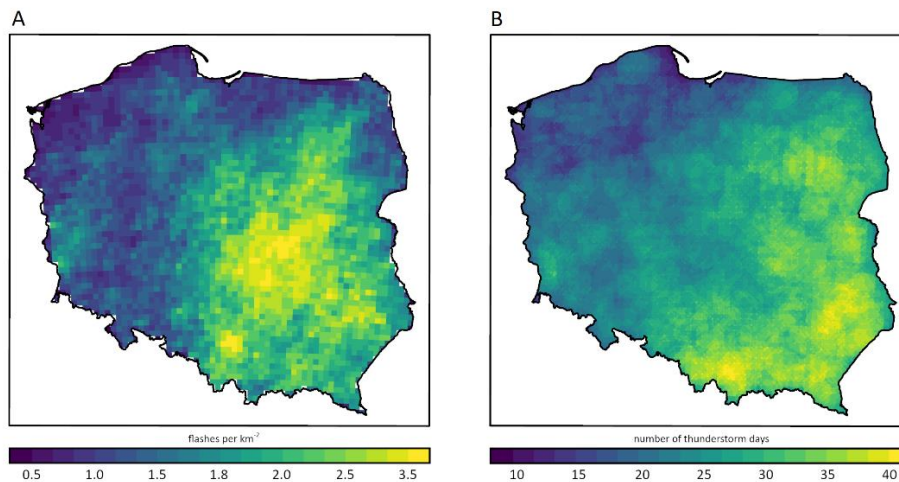 A
B
flashes per km⁻²
number of thunderstorm days
0.5 1.0 1.5 1.8 2.0 2.5 3.5
10 15 20 25 30 35 40